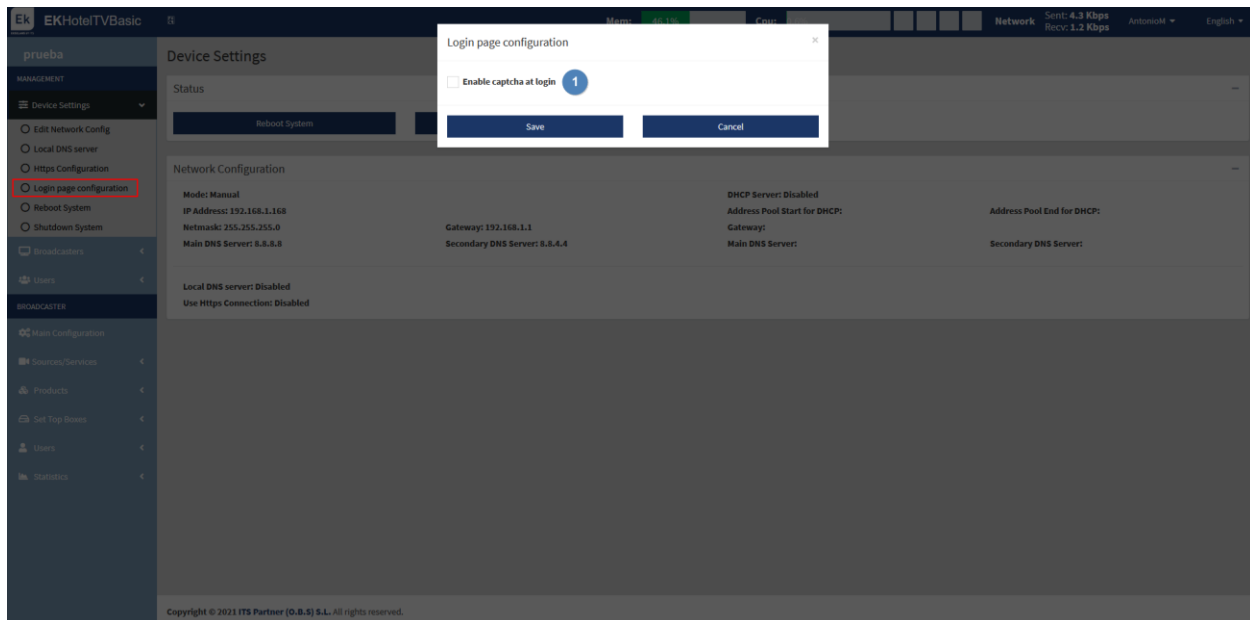 Ek EKHotelTVBasic
Mem: 46.1% Cpu: Network Sent: 4.3 Kbps AntonioM English
Recv: 1.2 Kbps
prueba
MANAGEMENT
Device Settings
Edit Network Config
Local DNS server
Https Configuration
Login page configuration
Reboot System
Shutdown System
Broadcasters
Users
BROADCASTER
Main Configuration
Sources/Services
Products
Set Top Boxes
Users
Statistics
Device Settings
Status
Reboot System
Login page configuration ×
Enable captcha at login 1
Save Cancel
Network Configuration
Mode: Manual DHCP Server: Disabled
IP Address: 192.168.1.168 Address Pool Start for DHCP: Address Pool End for DHCP:
Netmask: 255.255.255.0 Gateway: 192.168.1.1 Gateway:
Main DNS Server: 8.8.8.8 Secondary DNS Server: 8.8.4.4 Main DNS Server: Secondary DNS Server:
Local DNS server: Disabled
Use Https Connection: Disabled
Copyright © 2021 ITS Partner (O.B.S) S.L. All rights reserved.